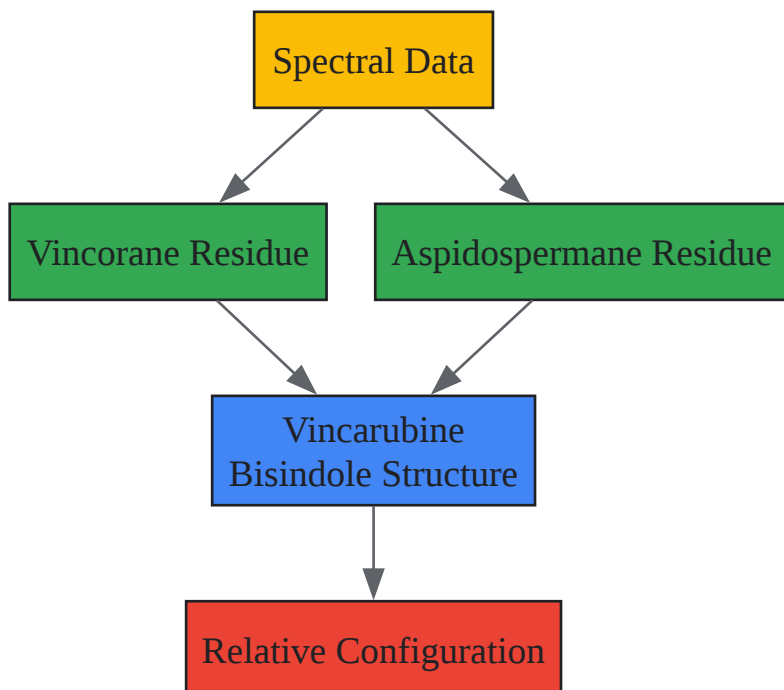 Spectral Data
Vincorane Residue
Aspidospermane Residue
Vincarubine
Bisindole Structure
Relative Configuration